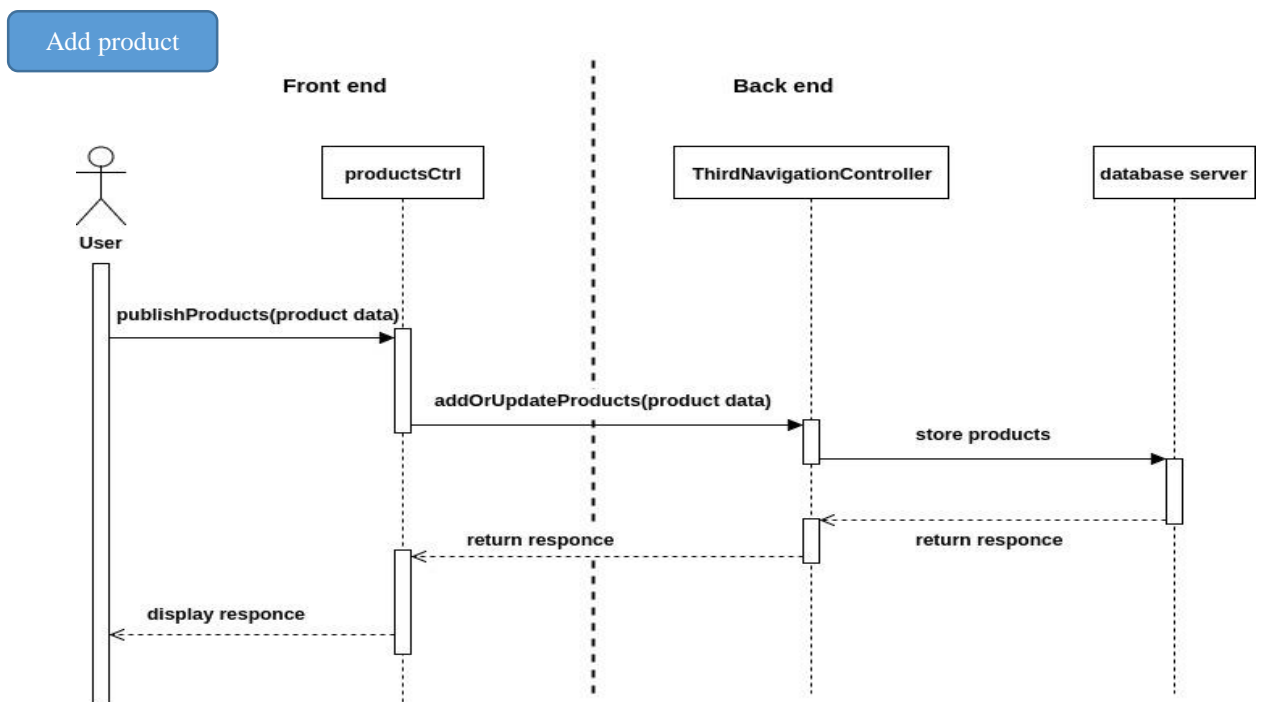 Add product
Front end
Back end
productsCtrl
ThirdNavigationController
database server
User
publishProducts(product data)
addOrUpdateProducts(product data)
store products
return responce
return responce
display responce